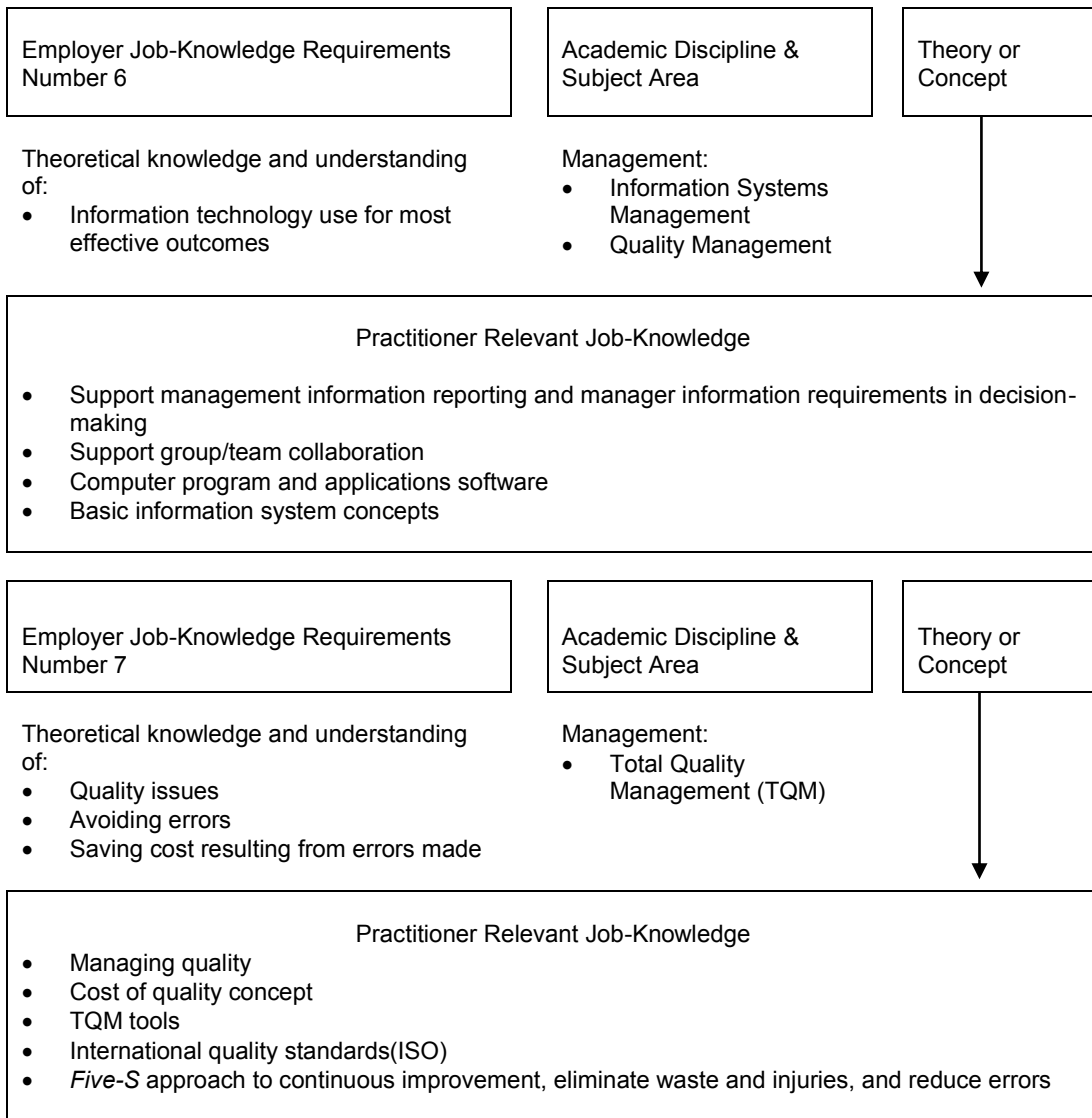 Employer Job-Knowledge Requirements
Number 6
Academic Discipline &
Subject Area
Theory or
Concept
Theoretical knowledge and understanding
of:
• Information technology use for most
effective outcomes
Management:
• Information Systems
Management
• Quality Management
Practitioner Relevant Job-Knowledge
• Support management information reporting and manager information requirements in decision-
making
• Support group/team collaboration
• Computer program and applications software
• Basic information system concepts
Employer Job-Knowledge Requirements
Number 7
Academic Discipline &
Subject Area
Theory or
Concept
Theoretical knowledge and understanding
of:
• Quality issues
• Avoiding errors
• Saving cost resulting from errors made
Management:
• Total Quality
Management (TQM)
Practitioner Relevant Job-Knowledge
• Managing quality
• Cost of quality concept
• TQM tools
• International quality standards(ISO)
• Five-S approach to continuous improvement, eliminate waste and injuries, and reduce errors